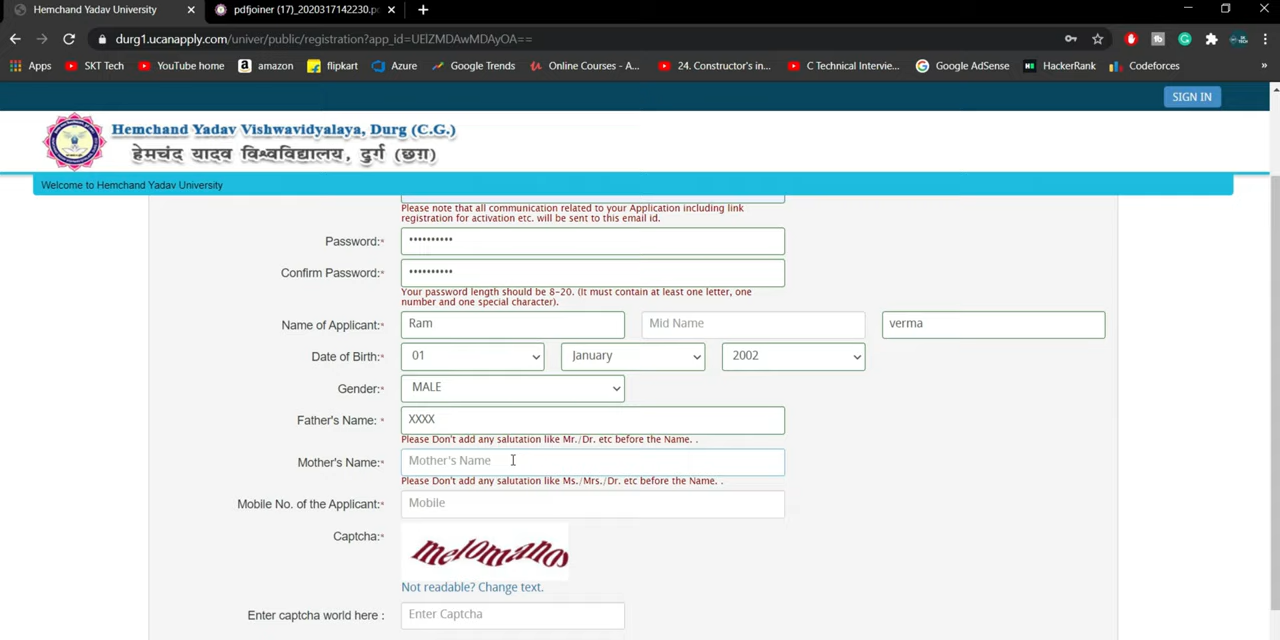 Hemchand Yadav University
pdfjoiner (17)_2020317142230.p
durg1.ucanapply.com/univer/public/registration?app_id=UElZMDAwMDAyOA==
Apps SKT Tech YouTube home amazon flipkart Azure Google Trends Online Courses - A... 24. Constructor's in... C Technical Intervie... Google AdSense HackerRank Codeforces »
SIGN IN
Hemchand Yadav Vishwavidyalaya, Durg (C.G.)
हेमचंद यादव विश्वविद्यालय, दुर्ग (छग़)
Welcome to Hemchand Yadav University
Please note that all communication related to your Application including link
registration for activation etc. will be sent to this email id.
Password:* ••••••••••
Confirm Password:* ••••••••••
Your password length should be 8-20. (It must contain at least one letter, one
number and one special character).
Name of Applicant:* Ram Mid Name verma
Date of Birth:* 01 January 2002
Gender:* MALE
Father's Name: * XXXX
Please Don't add any salutation like Mr./Dr. etc before the Name. .
Mother's Name:* Mother's Name
Please Don't add any salutation like Ms./Mrs./Dr. etc before the Name. .
Mobile No. of the Applicant:* Mobile
Captcha:* melomanos
Not readable? Change text.
Enter captcha world here : Enter Captcha